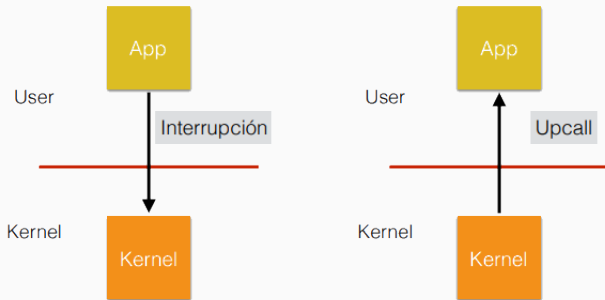 App
User
Interrupción
Kernel
Kernel
App
User
Upcall
Kernel
Kernel